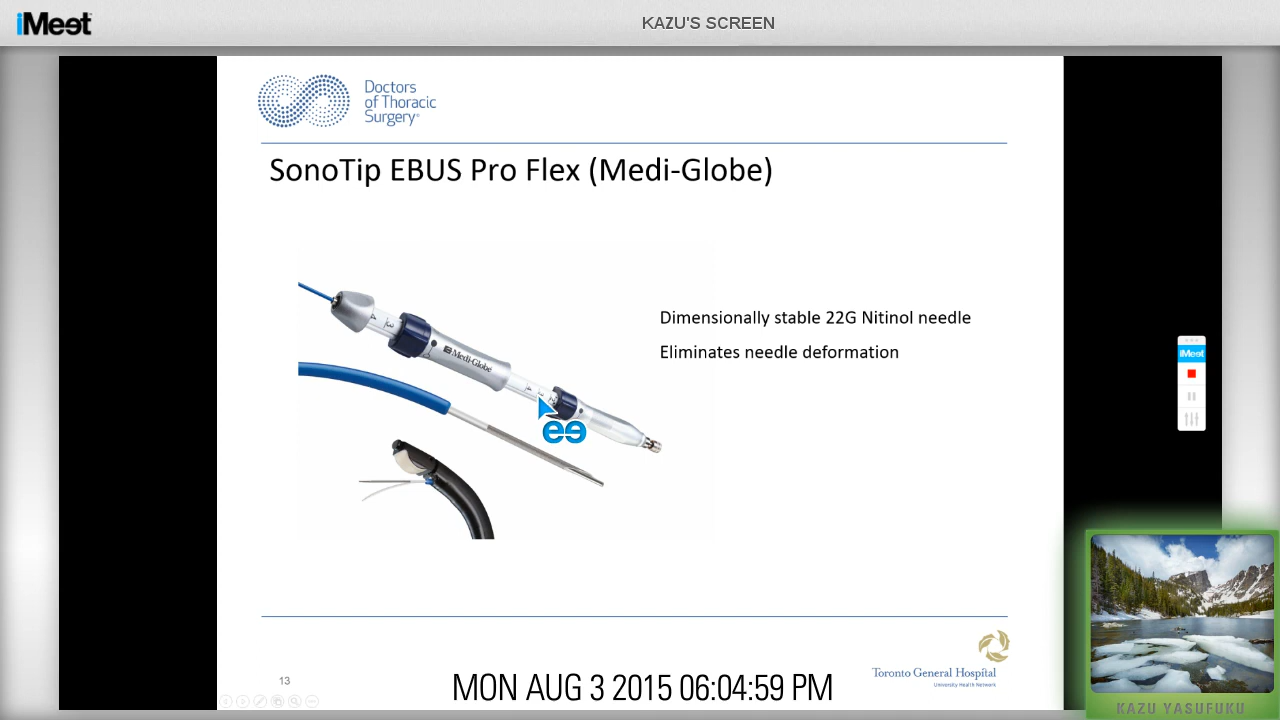 iMeet
KAZU'S SCREEN
Doctors
of Thoracic
Surgery
SonoTip EBUS Pro Flex (Medi-Globe)
Medi-Globe
Dimensionally stable 22G Nitinol needle
Eliminates needle deformation
iMeet
Toronto General Hospital
University Health Network
13
MON AUG 3 2015 06:04:59 PM
KAZU YASUFUKU